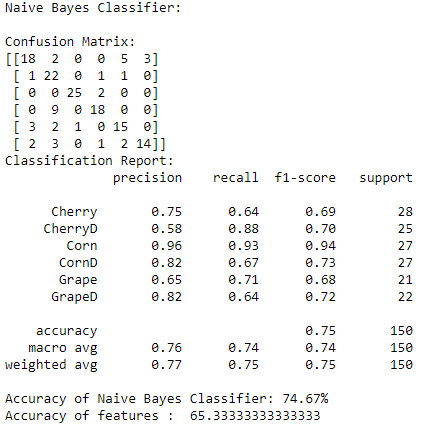 Naive Bayes Classifier:
Confusion Matrix:
[[18 2 0 0 5 3]
[ 1 22 0 1 1 0]
[ 0 0 25 2 0 0]
[ 0 9 0 18 0 0]
[ 3 2 1 0 15 0]
[ 2 3 0 1 2 14]]
Classification Report:
precision recall f1-score support
Cherry 0.75 0.64 0.69 28
CherryD 0.58 0.88 0.70 25
Corn 0.96 0.93 0.94 27
CornD 0.82 0.67 0.73 27
Grape 0.65 0.71 0.68 21
GrapeD 0.82 0.64 0.72 22
accuracy 0.75 150
macro avg 0.76 0.74 0.74 150
weighted avg 0.77 0.75 0.75 150
Accuracy of Naive Bayes Classifier: 74.67%
Accuracy of features : 65.33333333333333